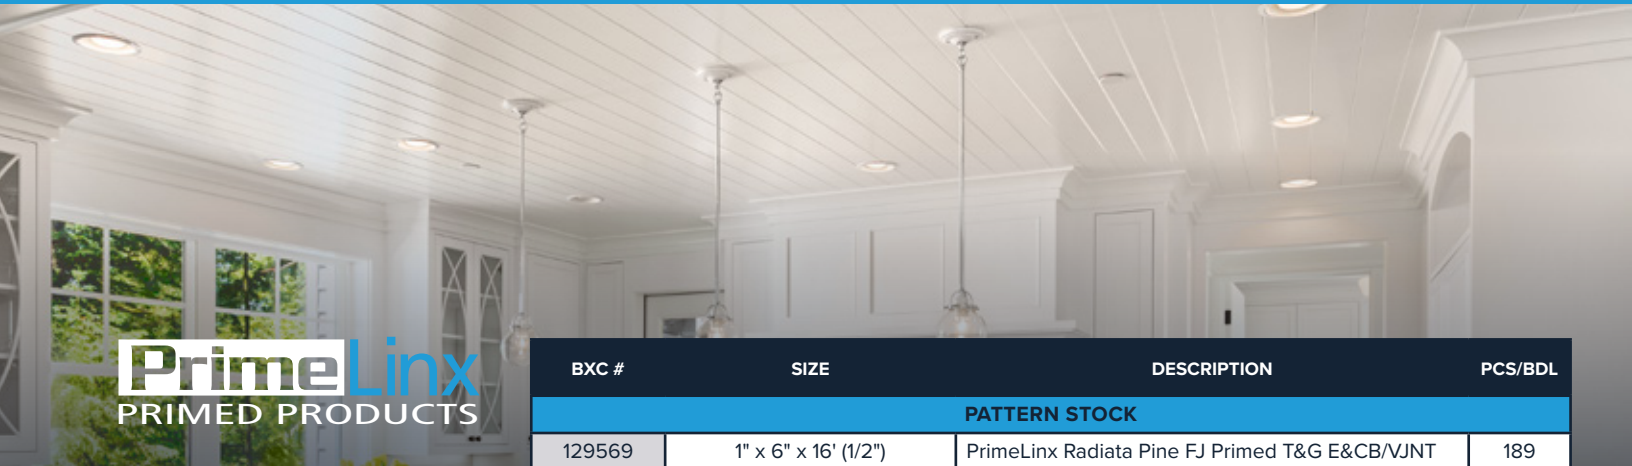 PrimeLinx
PRIMED PRODUCTS
BXC # SIZE DESCRIPTION PCS/BDL
PATTERN STOCK
129569 1" x 6" x 16' (1/2") PrimeLinx Radiata Pine FJ Primed T&G E&CB/VJNT 189